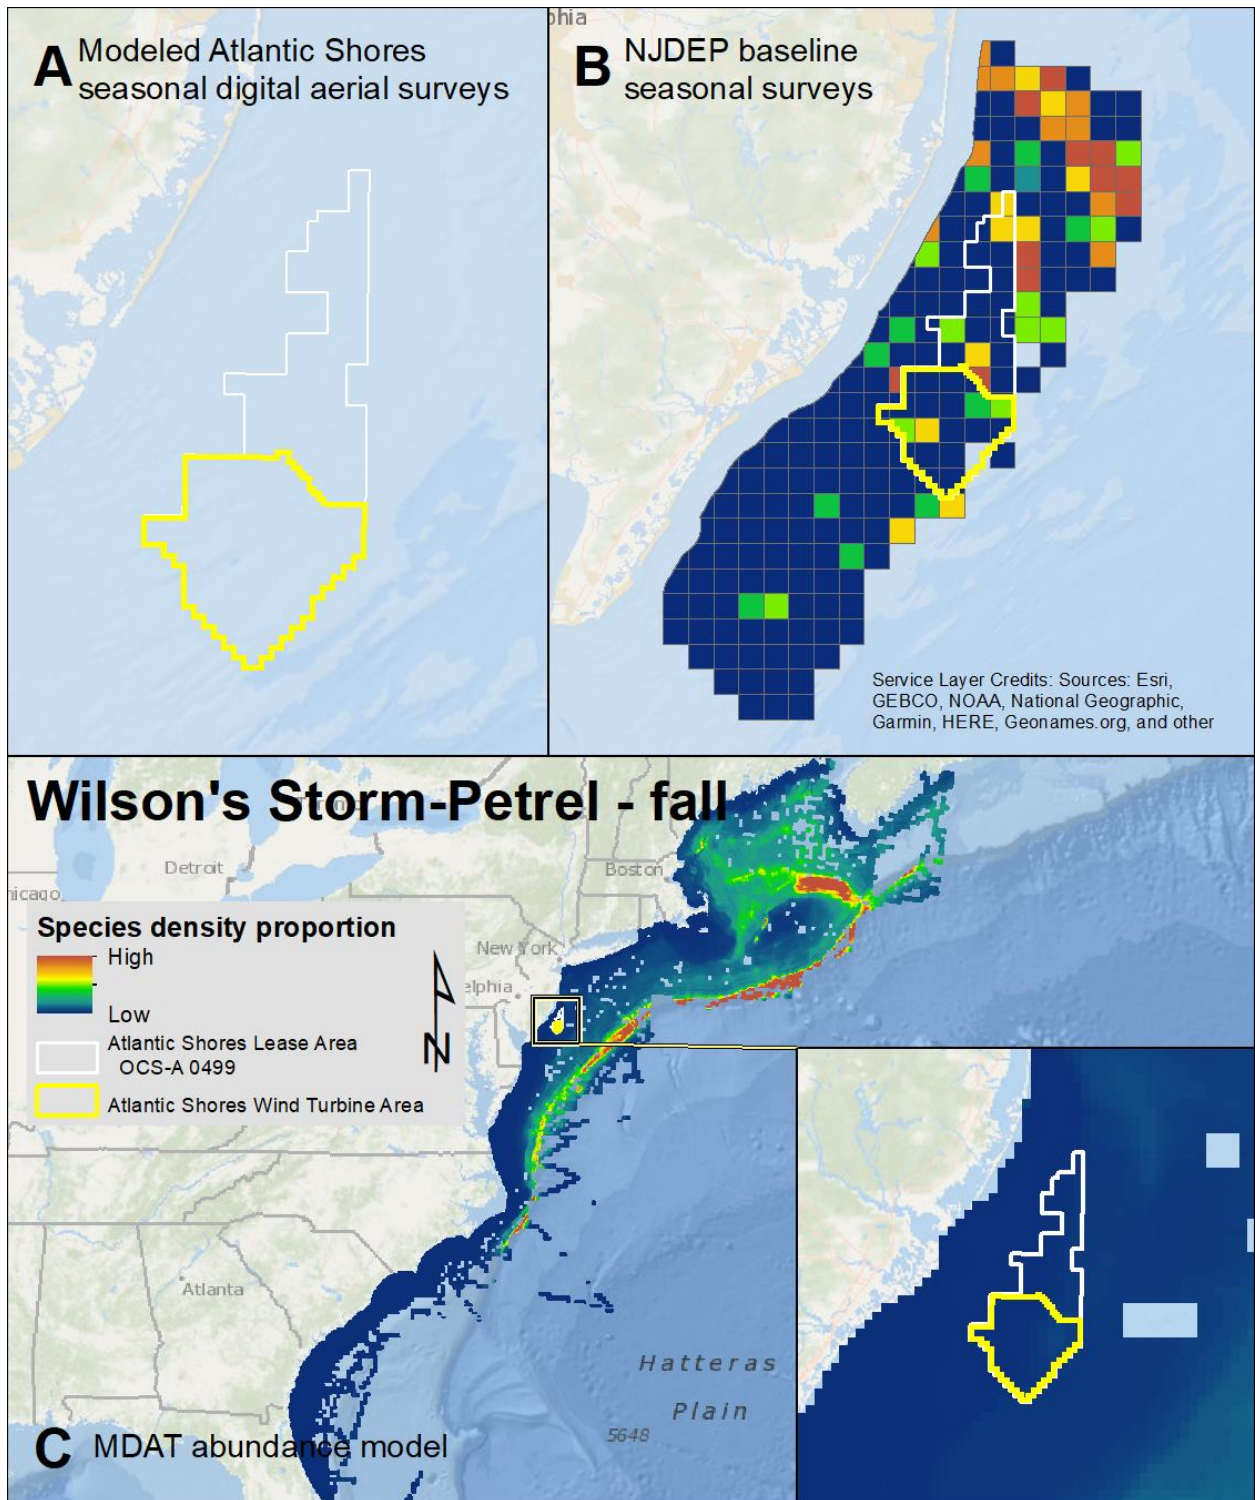 A Modeled Atlantic Shores
seasonal digital aerial surveys
phia
B NJDEP baseline
seasonal surveys
Service Layer Credits: Sources: Esri,
GEBCO, NOAA, National Geographic,
Garmin, HERE, Geonames.org, and other
Wilson's Storm-Petrel - fall
Detroit
Boston
hicago
Species density proportion
High
Low
New York
elphia
Atlantic Shores Lease Area
OCS-A 0499
N
Atlantic Shores Wind Turbine Area
Atlanta
Hatteras
Plain
5648
C MDAT abundance model